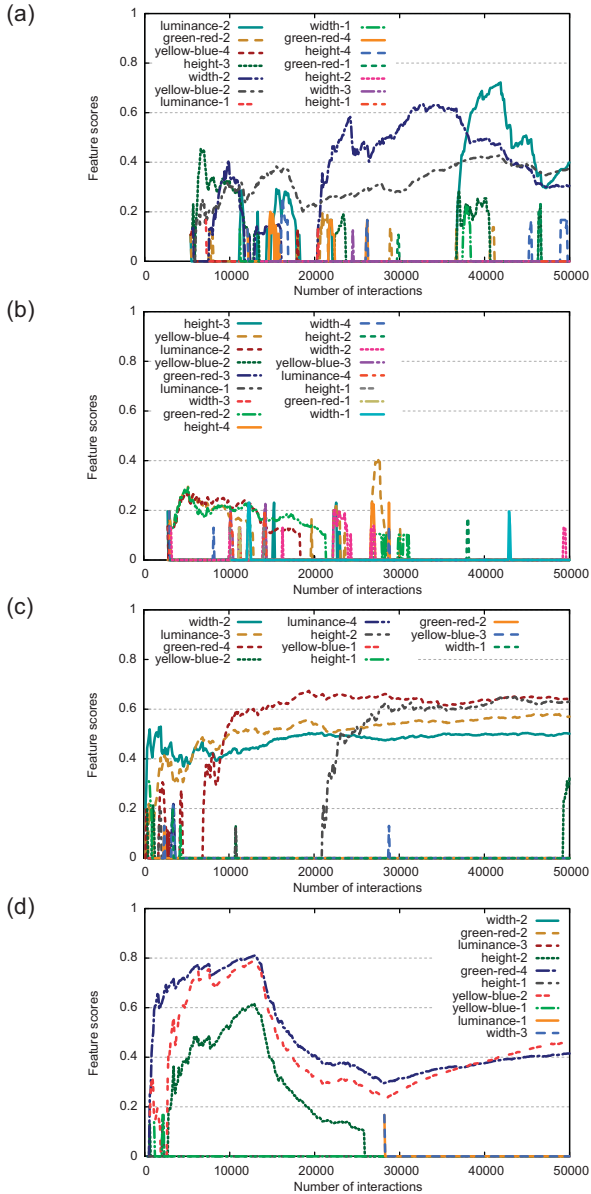 (a)
luminance-2
green-red-2
yellow-blue-4
height-3
width-2
yellow-blue-2
luminance-1
width-1
green-red-4
height-4
green-red-1
height-2
width-3
height-1
Feature scores
1
0.8
0.6
0.4
0.2
0
0 10000 20000 30000 40000 50000
Number of interactions
(b)
height-3
yellow-blue-4
luminance-2
yellow-blue-2
green-red-3
luminance-1
width-3
green-red-2
height-4
width-4
height-2
width-2
yellow-blue-3
luminance-4
height-1
green-red-1
width-1
Feature scores
1
0.8
0.6
0.4
0.2
0
0 10000 20000 30000 40000 50000
Number of interactions
(c)
width-2
luminance-3
green-red-4
yellow-blue-2
luminance-4
height-2
yellow-blue-1
height-1
green-red-2
yellow-blue-3
width-1
Feature scores
1
0.8
0.6
0.4
0.2
0
0 10000 20000 30000 40000 50000
Number of interactions
(d)
width-2
green-red-2
luminance-3
height-2
green-red-4
height-1
yellow-blue-2
yellow-blue-1
luminance-1
width-3
Feature scores
1
0.8
0.6
0.4
0.2
0
0 10000 20000 30000 40000 50000
Number of interactions